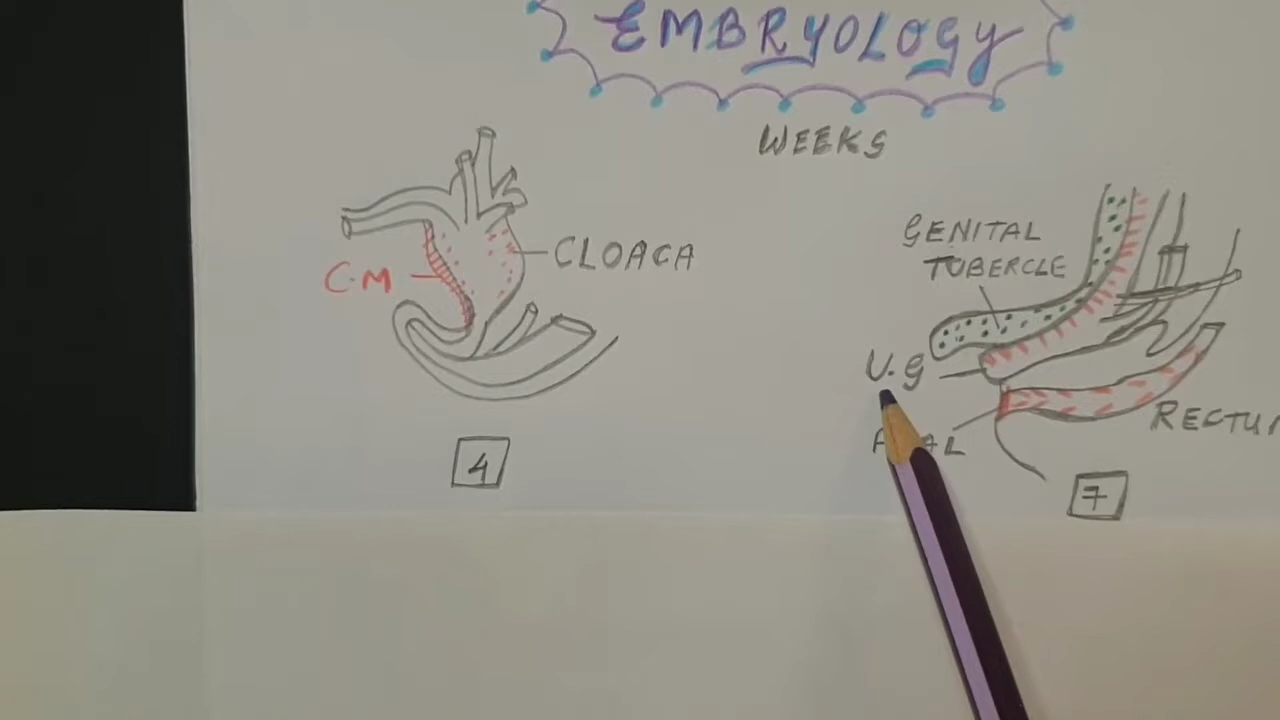 EMBRYOLOGY
WEEKS
GENITAL
TUBERCLE
CLOACA
C.M
U.G
4
7